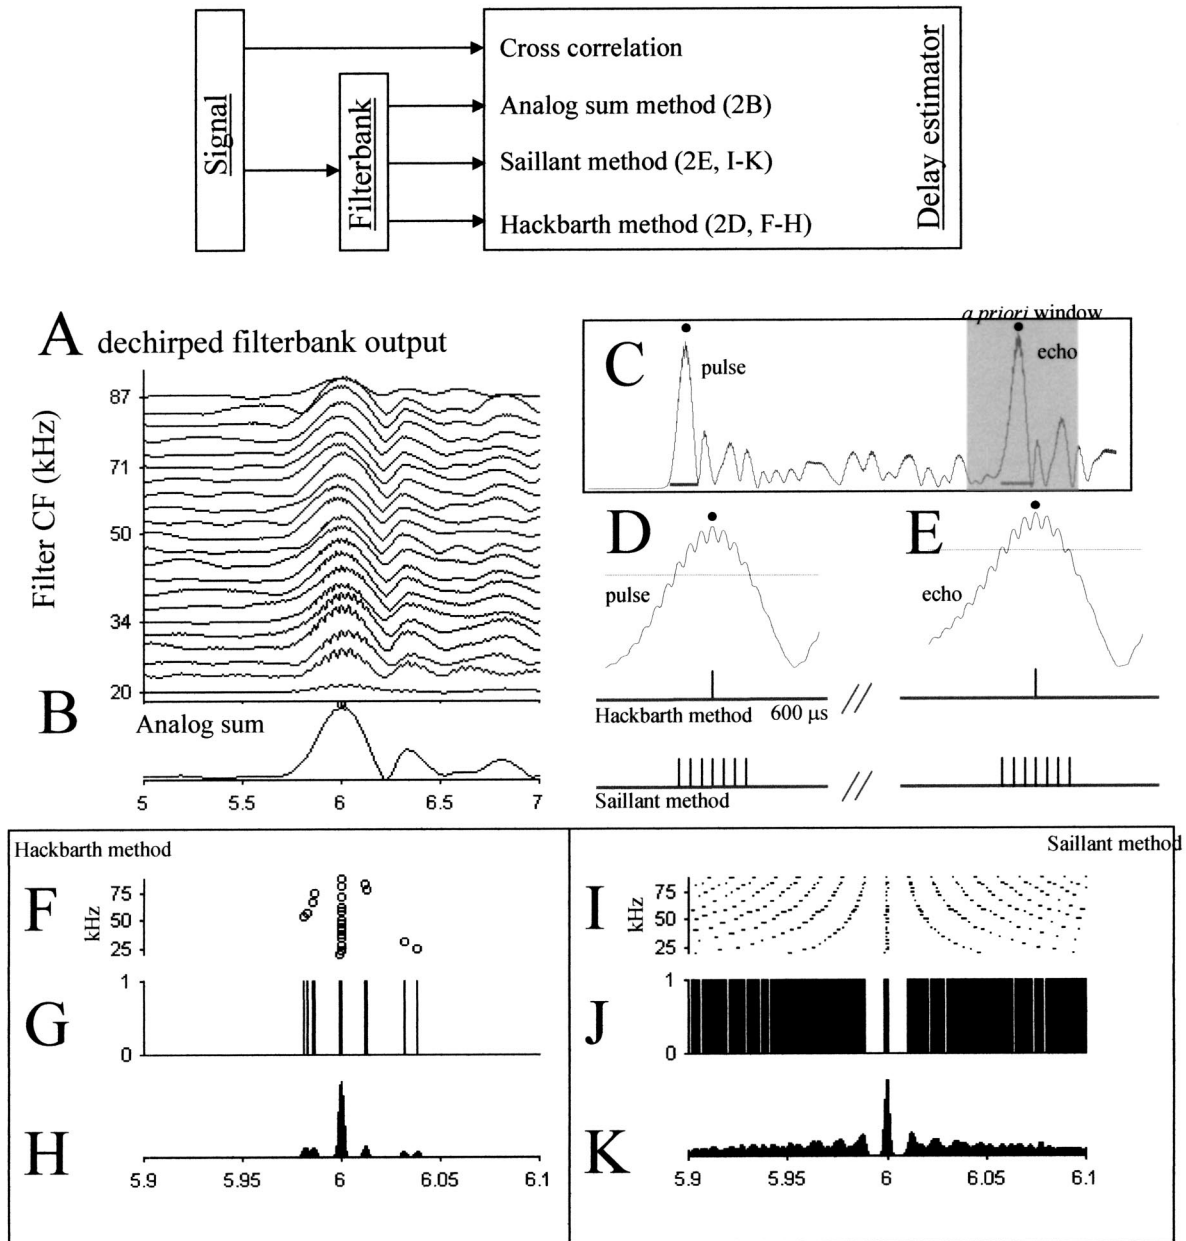 Signal
Filterbank
Cross correlation
Analog sum method (2B)
Saillant method (2E, I-K)
Hackbarth method (2D, F-H)
Delay estimator
A dechirped filterbank output
Filter CF (kHz)
87
71
50
34
20
B
Analog sum
5 5.5 6 6.5 7
a priori window
C
pulse
echo
D
pulse
E
echo
Hackbarth method 600 µs
Saillant method
Hackbarth method
F
kHz
75
50
25
G
1
0
H
5.9 5.95 6 6.05 6.1
Saillant method
I
kHz
75
50
25
J
1
0
K
5.9 5.95 6 6.05 6.1